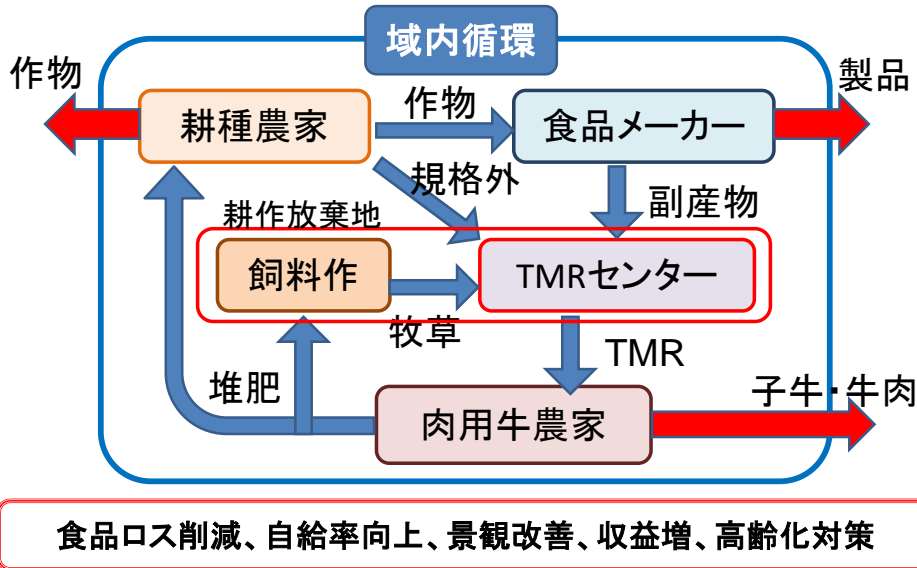 域内循環
作物
製品
耕種農家
作物
食品メーカー
規格外
副産物
耕作放棄地
飼料作
TMRセンター
牧草
TMR
堆肥
子牛・牛肉
肉用牛農家
食品ロス削減、自給率向上、景観改善、収益増、高齢化対策